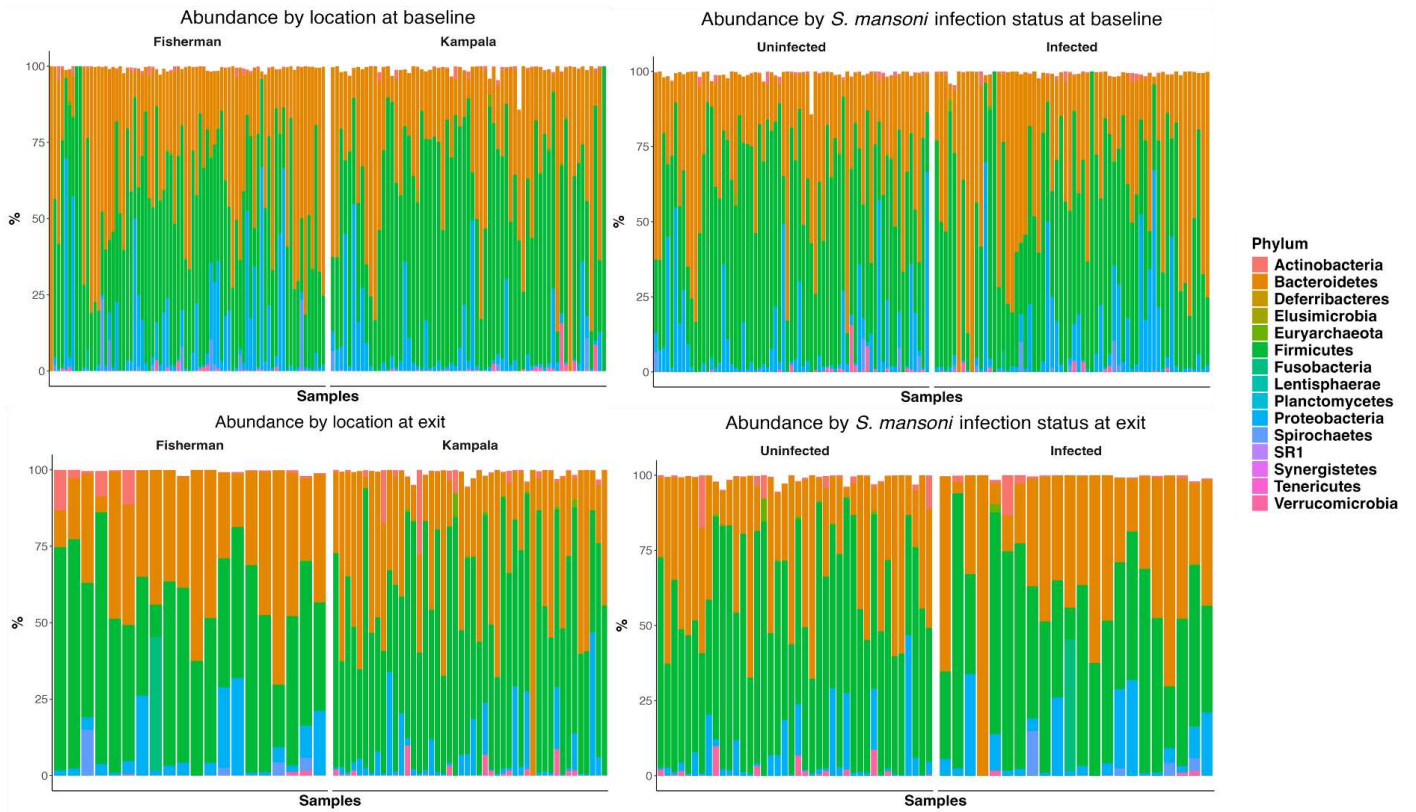 Abundance by location at baseline
Fisherman
Kampala
100
75
50
25
0
%
Samples
Abundance by S. mansoni infection status at baseline
Uninfected
Infected
100
75
50
25
0
%
Samples
Abundance by location at exit
Fisherman
Kampala
100
75
50
25
0
%
Samples
Abundance by S. mansoni infection status at exit
Uninfected
Infected
100
75
50
25
0
%
Samples
Phylum
Actinobacteria
Bacteroidetes
Deferribacteres
Elusimicrobia
Euryarchaeota
Firmicutes
Fusobacteria
Lentisphaerae
Planctomycetes
Proteobacteria
Spirochaetes
SR1
Synergistetes
Tenericutes
Verrucomicrobia